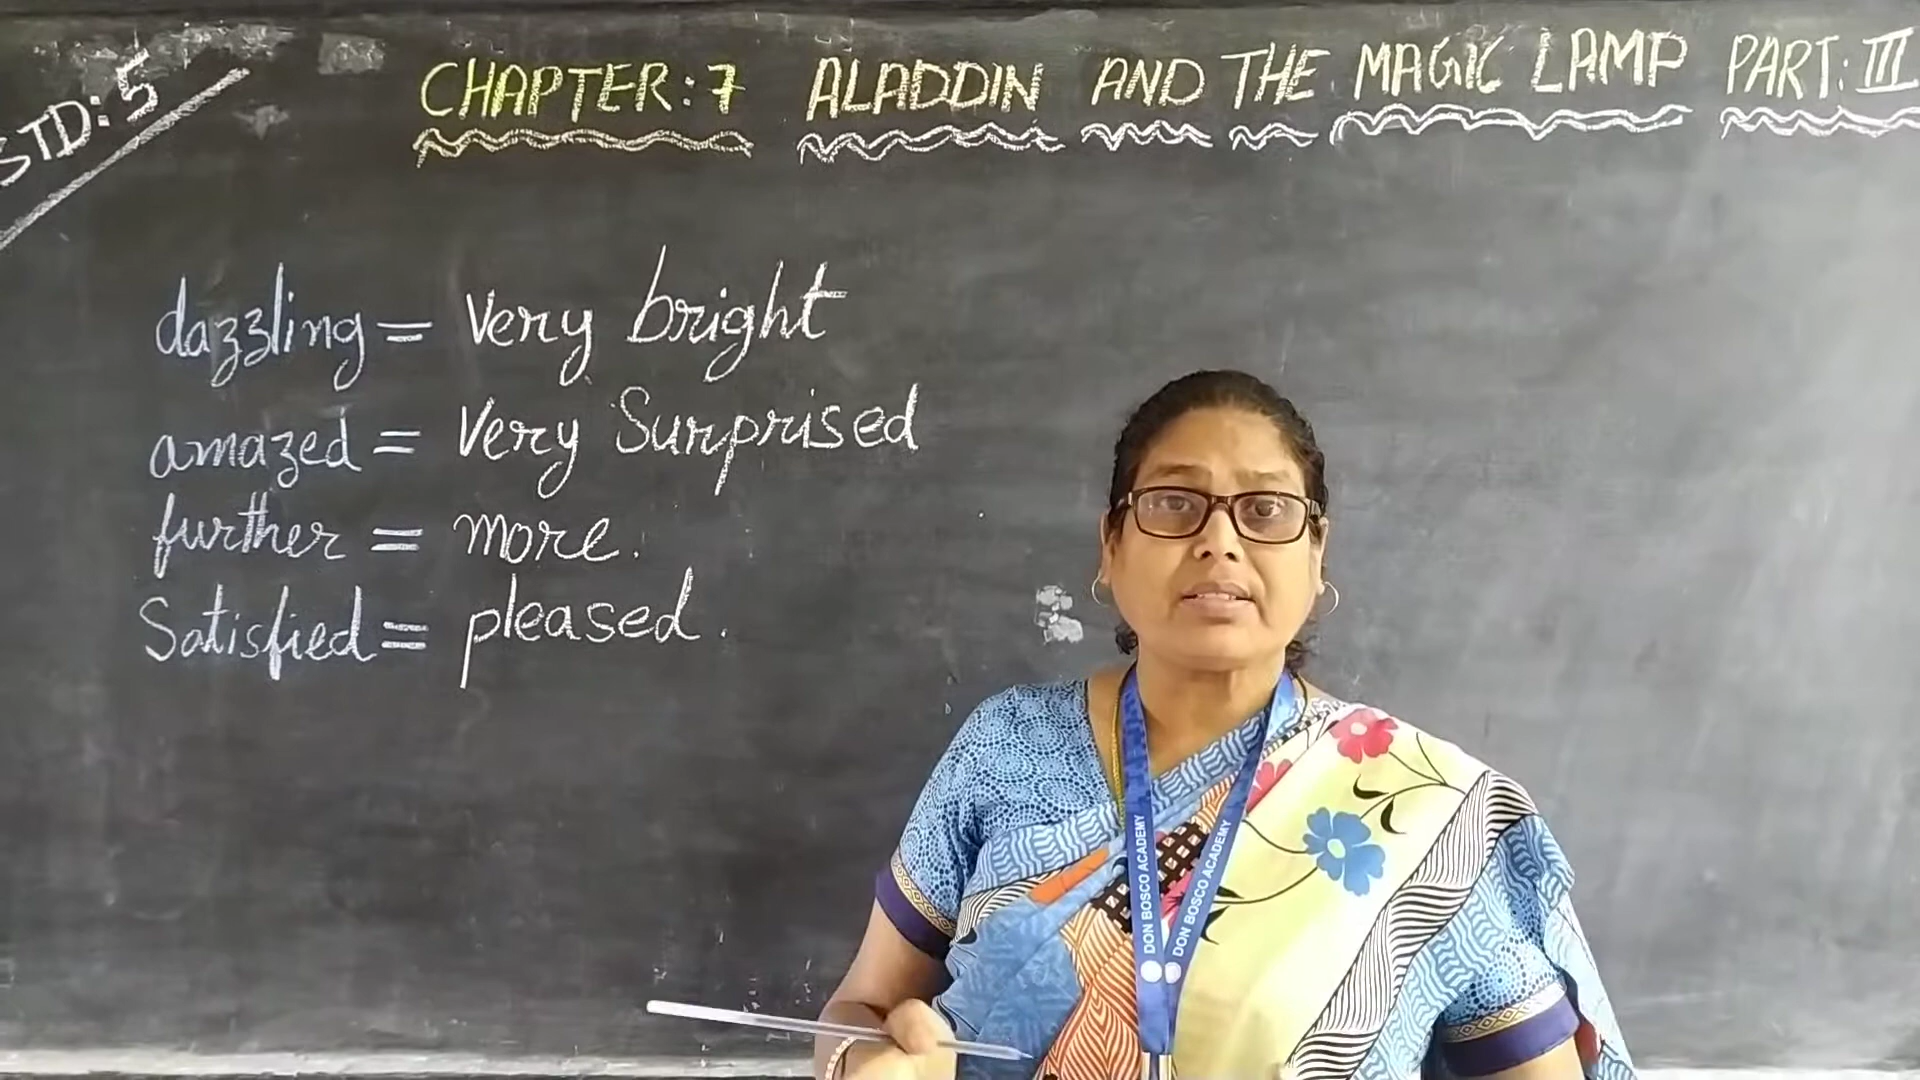 STD: 5
CHAPTER: 7 ALADDIN AND THE MAGIC LAMP PART: III
dazzling = Very bright
amazed = Very Surprised
further = more.
Satisfied = pleased.
DON BOSCO ACADEMY
DON BOSCO ACADEMY